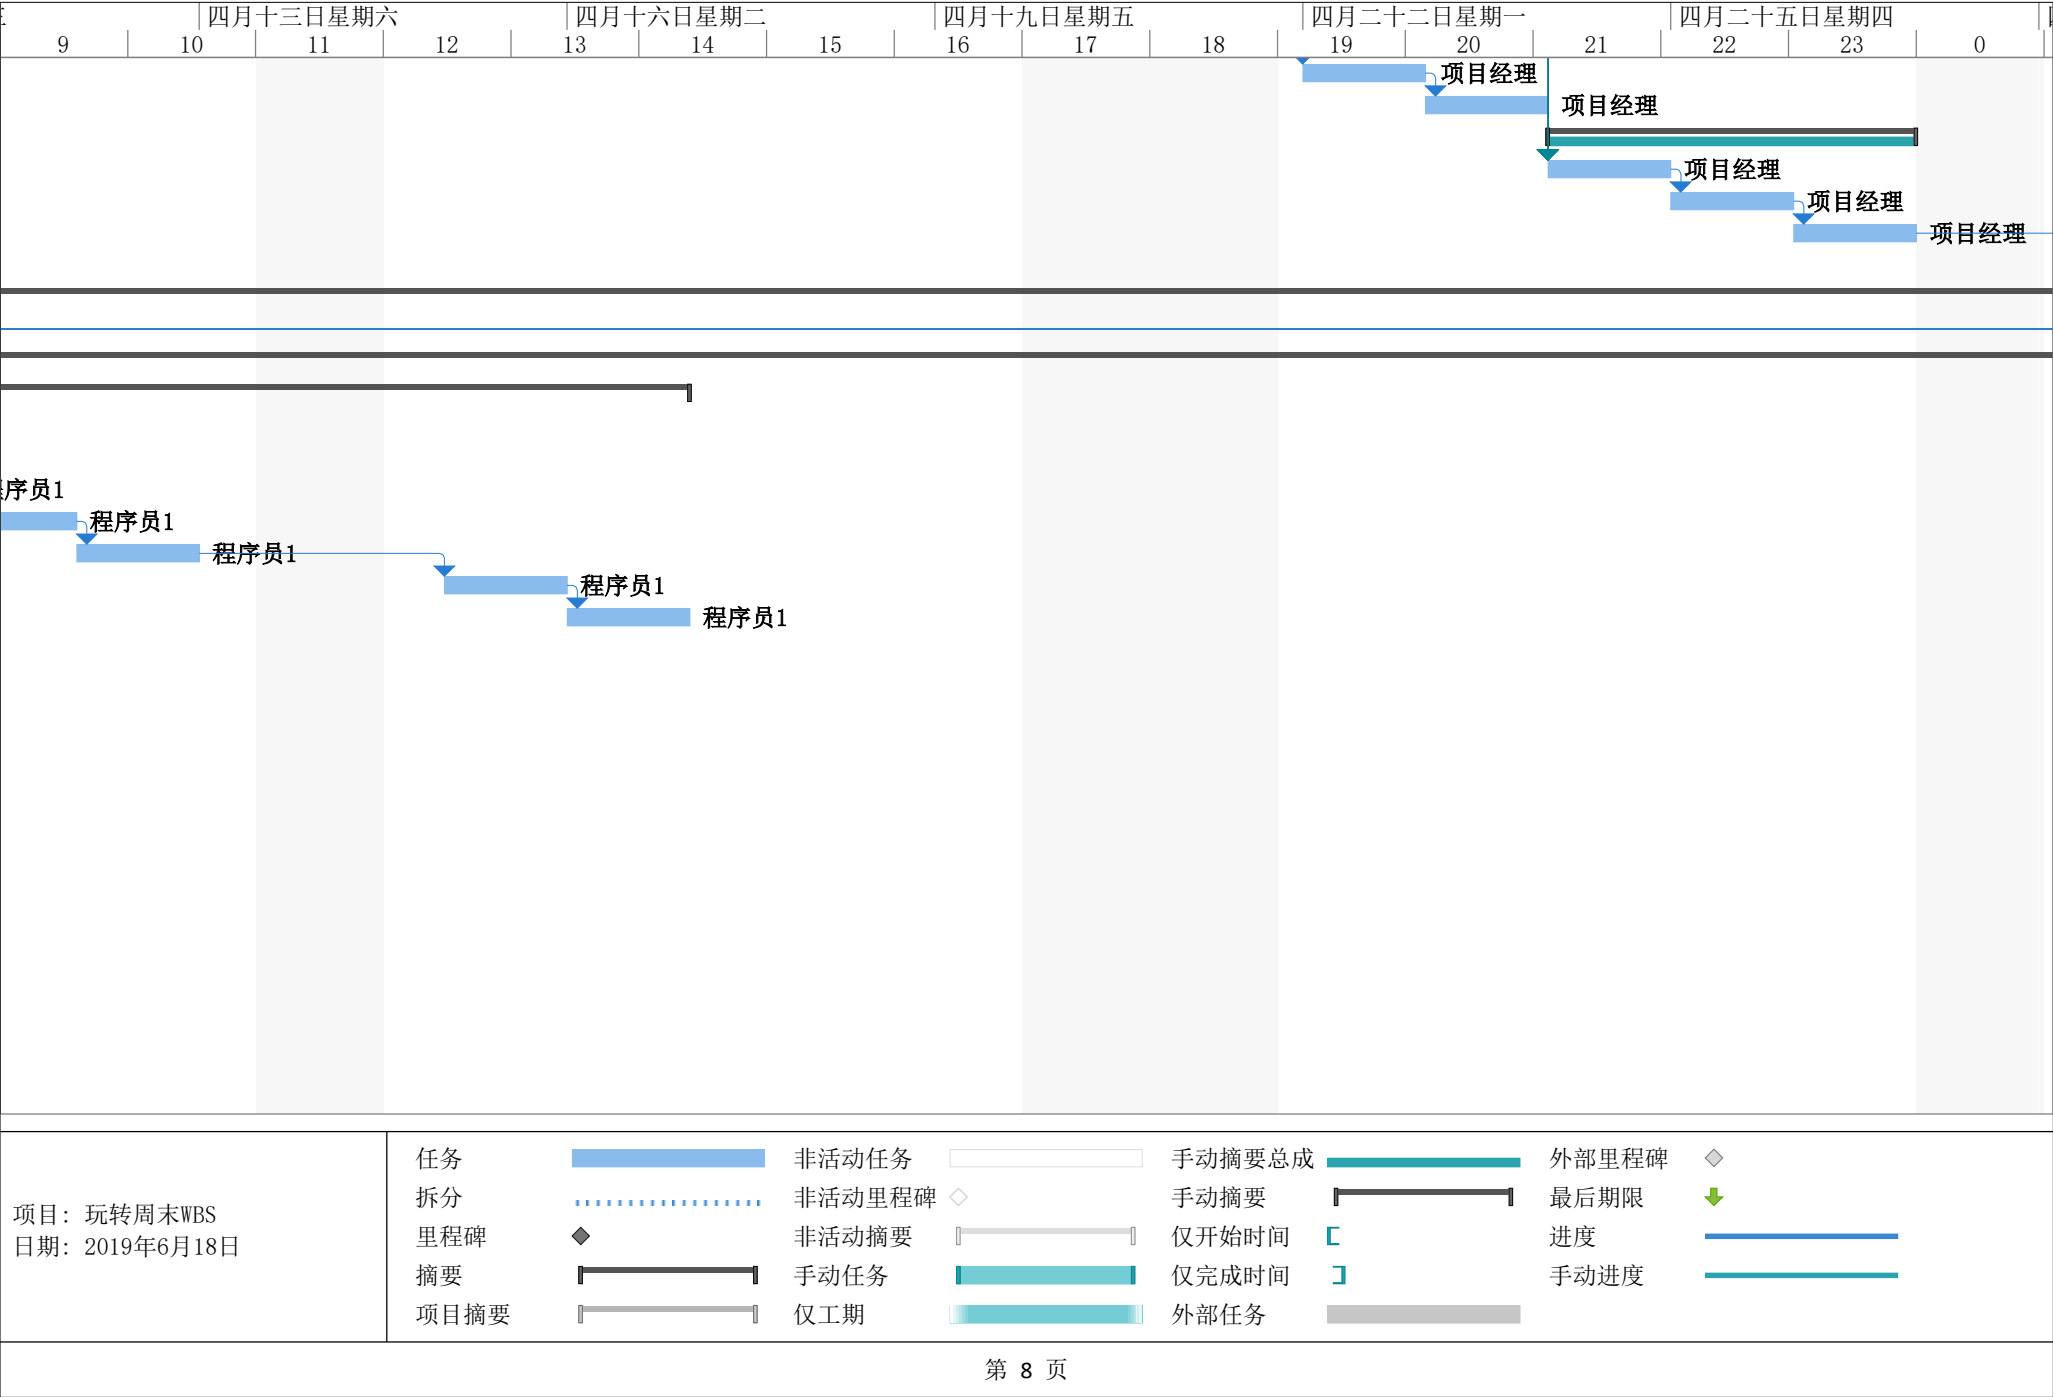 四月十三日星期六 四月十六日星期二 四月十九日星期五 四月二十二日星期一 四月二十五日星期四
9 10 11 12 13 14 15 16 17 18 19 20 21 22 23 0
项目经理
项目经理
项目经理
项目经理
项目经理
序员1
程序员1
程序员1
程序员1
程序员1
项目: 玩转周末WBS
日期: 2019年6月18日
任务
拆分
里程碑
摘要
项目摘要
非活动任务
非活动里程碑
非活动摘要
手动任务
仅工期
手动摘要总成
手动摘要
仅开始时间
仅完成时间
外部任务
外部里程碑
最后期限
进度
手动进度
第 8 页